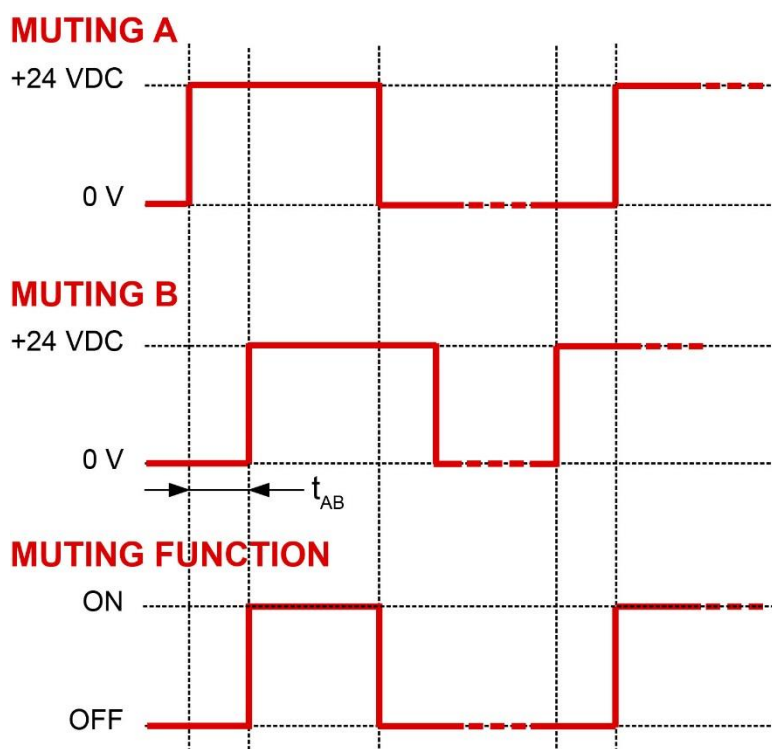 MUTING A
+24 VDC
0 V
MUTING B
+24 VDC
0 V
tAB
MUTING FUNCTION
ON
OFF